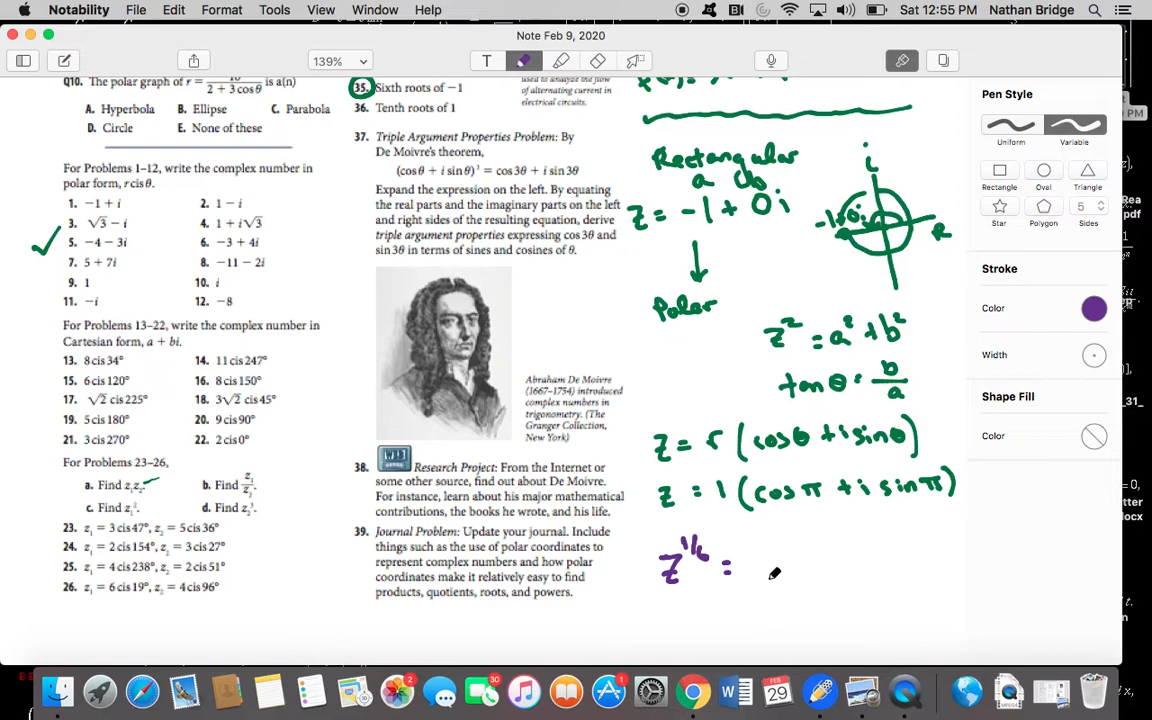 Notability File Edit Format Tools View Window Help Sat 12:55 PM Nathan Bridge
Note Feb 9, 2020
139% T
Q10. The polar graph of r = 10/(2 + 3 cos θ) is a(n)
A. Hyperbola B. Ellipse C. Parabola
D. Circle E. None of these
For Problems 1–12, write the complex number in
polar form, r cis θ.
1. −1 + i 2. 1 − i
3. √3 − i 4. 1 + i√3
5. −4 − 3i 6. −3 + 4i
7. 5 + 7i 8. −11 − 2i
9. 1 10. i
11. −i 12. −8
For Problems 13–22, write the complex number in
Cartesian form, a + bi.
13. 8 cis 34° 14. 11 cis 247°
15. 6 cis 120° 16. 8 cis 150°
17. √2 cis 225° 18. 3√2 cis 45°
19. 5 cis 180° 20. 9 cis 90°
21. 3 cis 270° 22. 2 cis 0°
For Problems 23–26,
a. Find z₁z₂. b. Find z₁/z₂.
c. Find z₁². d. Find z₂³.
23. z₁ = 3 cis 47°, z₂ = 5 cis 36°
24. z₁ = 2 cis 154°, z₂ = 3 cis 27°
25. z₁ = 4 cis 238°, z₂ = 2 cis 51°
26. z₁ = 6 cis 19°, z₂ = 4 cis 96°
used to analyze the flow
of alternating current in
electrical circuits.
35. Sixth roots of −1
36. Tenth roots of 1
37. Triple Argument Properties Problem: By
De Moivre's theorem,
(cos θ + i sin θ)³ = cos 3θ + i sin 3θ
Expand the expression on the left. By equating
the real parts and the imaginary parts on the left
and right sides of the resulting equation, derive
triple argument properties expressing cos 3θ and
sin 3θ in terms of sines and cosines of θ.
Abraham De Moivre
(1667–1754) introduced
complex numbers in
trigonometry. (The
Granger Collection,
New York)
38. Research Project: From the Internet or
some other source, find out about De Moivre.
For instance, learn about his major mathematical
contributions, the books he wrote, and his life.
39. Journal Problem: Update your journal. Include
things such as the use of polar coordinates to
represent complex numbers and how polar
coordinates make it relatively easy to find
products, quotients, roots, and powers.
Rectangular
a b
z = -1 + 0i
i
-1+0i
R
Polar
z² = a² + b²
tan θ = b/a
z = r (cosθ + i sinθ)
z = 1 (cosπ + i sinπ)
z^1/6 =
Pen Style
Uniform Variable
Rectangle Oval Triangle
Star Polygon 5 Sides
Stroke
Color
Width
Shape Fill
Color
pdf
_31_
= 0,
tter
docx
2 30 1 FEB 29